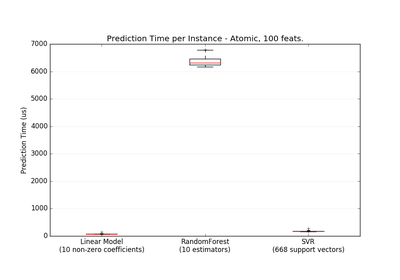 Prediction Time per Instance - Atomic, 100 feats.
7000
6000
5000
4000
3000
2000
1000
0
Prediction Time (us)
Linear Model
(10 non-zero coefficients)
RandomForest
(10 estimators)
SVR
(668 support vectors)